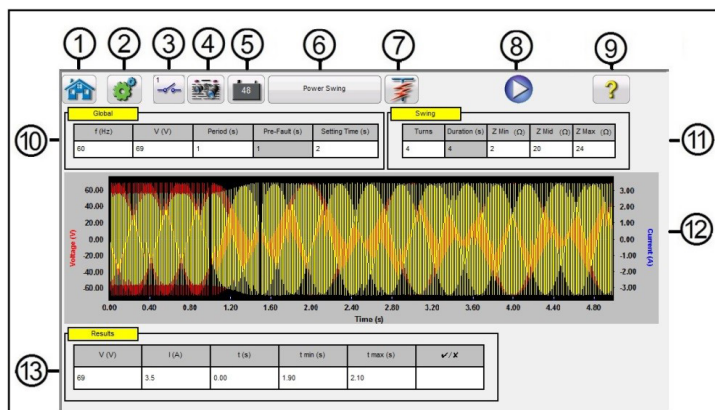 1 2 3 4 5 6 7 8 9
1 48 Power Swing ?
Global
f (Hz) V (V) Period (s) Pre-Fault (s) Setting Time (s)
60 69 1 1 2
Swing
Turns Duration (s) Z Min (Ω) Z Mid (Ω) Z Max (Ω)
4 4 2 20 24
10
11
60.00 3.00
40.00 2.00
20.00 1.00
0.00 0.00
-20.00 -1.00
-40.00 -2.00
-60.00 -3.00
Voltage (V)
Current (A)
12
0.00 0.40 0.80 1.20 1.60 2.00 2.40 2.80 3.20 3.60 4.00 4.40 4.80
Time (s)
Results
V (V) I (A) t (s) t min (s) t max (s) ✔/✘
69 3.5 0.00 1.90 2.10
13